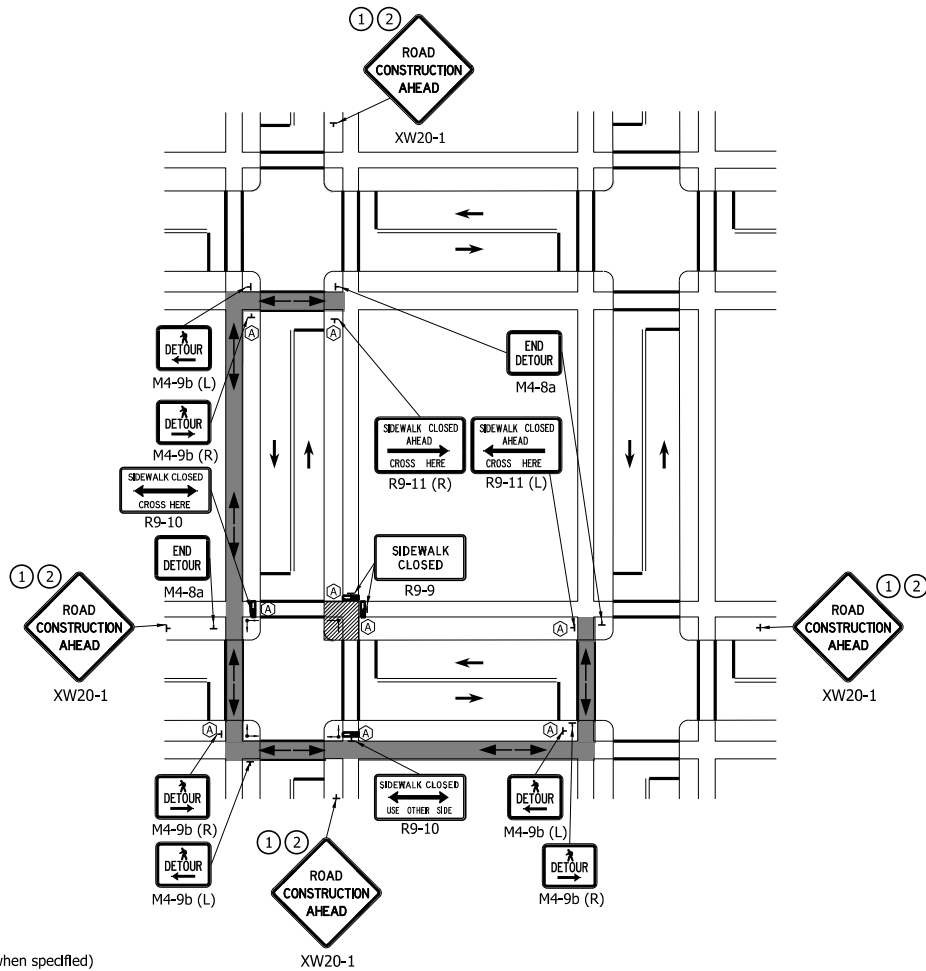 1 2
ROAD
CONSTRUCTION
AHEAD
XW20-1
DETOUR
M4-9b (L)
A
A
END
DETOUR
M4-8a
DETOUR
M4-9b (R)
SIDEWALK CLOSED
AHEAD
CROSS HERE
R9-11 (R)
SIDEWALK CLOSED
AHEAD
CROSS HERE
R9-11 (L)
SIDEWALK CLOSED
CROSS HERE
R9-10
END
DETOUR
M4-8a
SIDEWALK
CLOSED
R9-9
A
A
A
A
1 2
ROAD
CONSTRUCTION
AHEAD
XW20-1
1 2
ROAD
CONSTRUCTION
AHEAD
XW20-1
A
A
A
DETOUR
M4-9b (R)
SIDEWALK CLOSED
USE OTHER SIDE
R9-10
DETOUR
M4-9b (L)
DETOUR
M4-9b (L)
DETOUR
M4-9b (R)
1 2
ROAD
CONSTRUCTION
AHEAD
XW20-1
when specified)